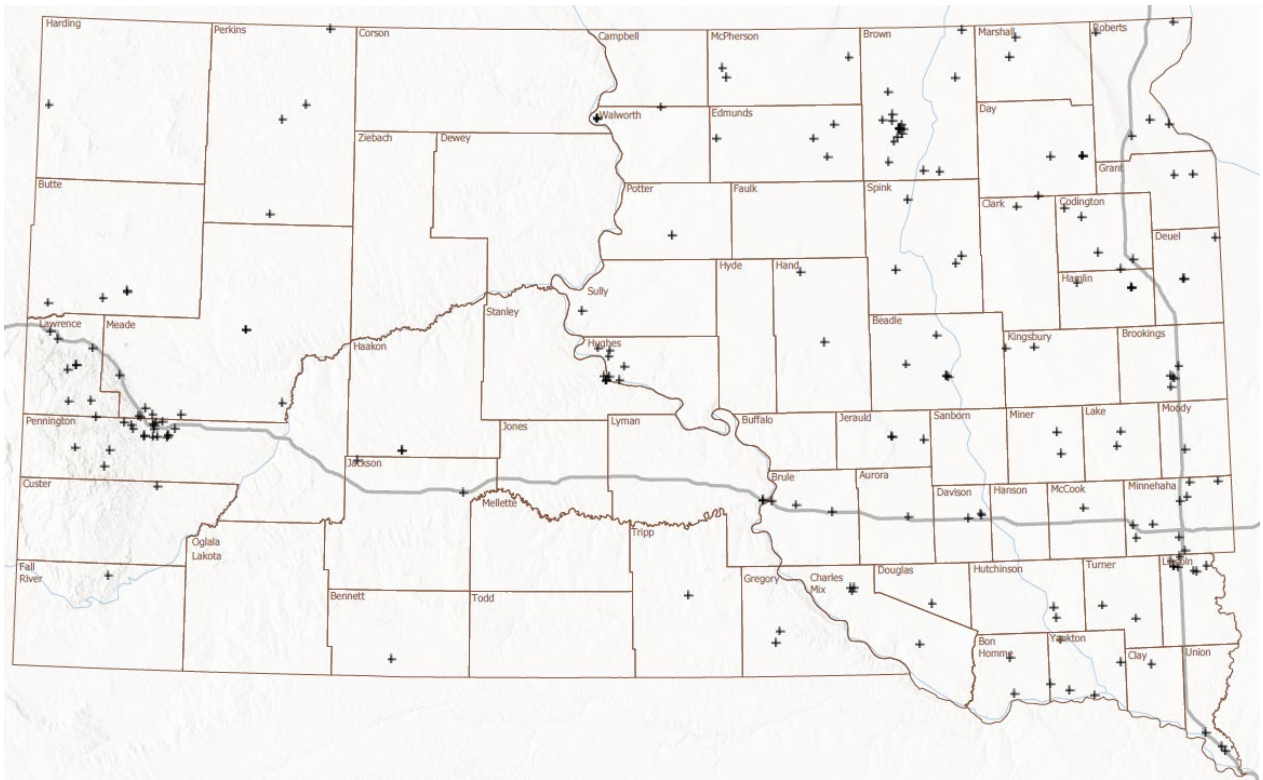 Harding
Perkins
Corson
Campbell
McPherson
Brown
Marshall
Roberts
Walworth
Edmunds
Day
Ziebach
Dewey
Grant
Butte
Potter
Faulk
Spink
Clark
Codington
Deuel
Hyde
Hand
Hamlin
Sully
Stanley
Lawrence
Meade
Beadle
Kingsbury
Brookings
Haakon
Hughes
Pennington
Jones
Lyman
Buffalo
Jerauld
Sanborn
Miner
Lake
Moody
Jackson
Brule
Aurora
Custer
Mellette
Davison
Hanson
McCook
Minnehaha
Tripp
Oglala
Lakota
Fall
River
Bennett
Todd
Gregory
Charles
Mix
Douglas
Hutchinson
Turner
Lincoln
Bon
Homme
Yankton
Clay
Union